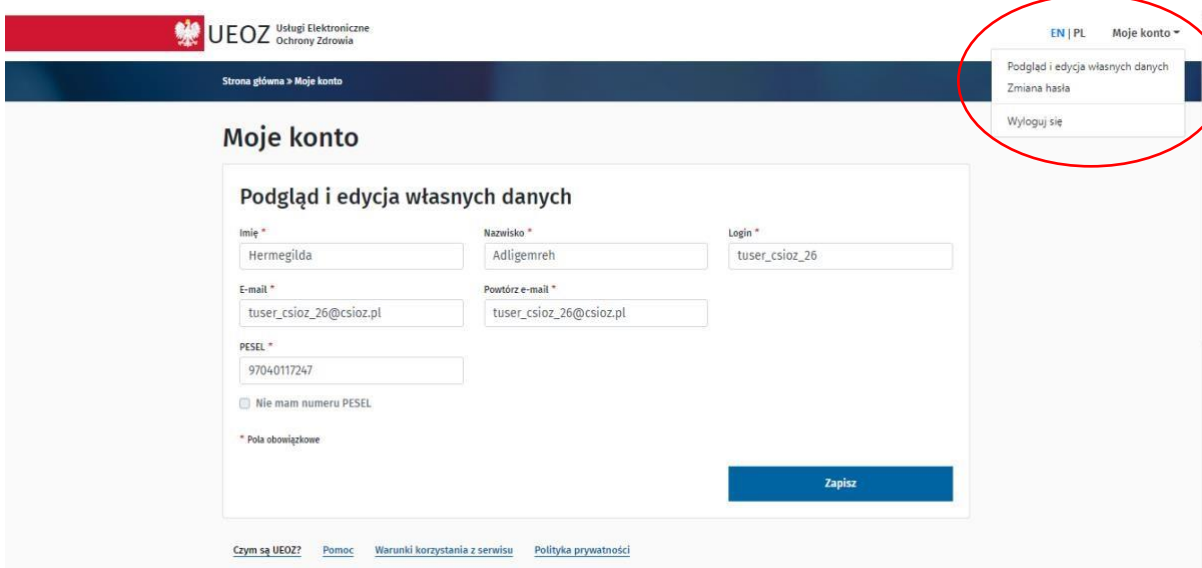 UEOZ Usługi Elektroniczne
Ochrony Zdrowia
EN | PL Moje konto
Podgląd i edycja własnych danych
Zmiana hasła
Wyloguj się
Strona główna » Moje konto
Moje konto
Podgląd i edycja własnych danych
Imię * Nazwisko * Login *
Hermegilda Adligemreh tuser_csioz_26
E-mail * Powtórz e-mail *
tuser_csioz_26@csioz.pl tuser_csioz_26@csioz.pl
PESEL *
97040117247
Nie mam numeru PESEL
* Pola obowiązkowe
Zapisz
Czym są UEOZ? Pomoc Warunki korzystania z serwisu Polityka prywatności